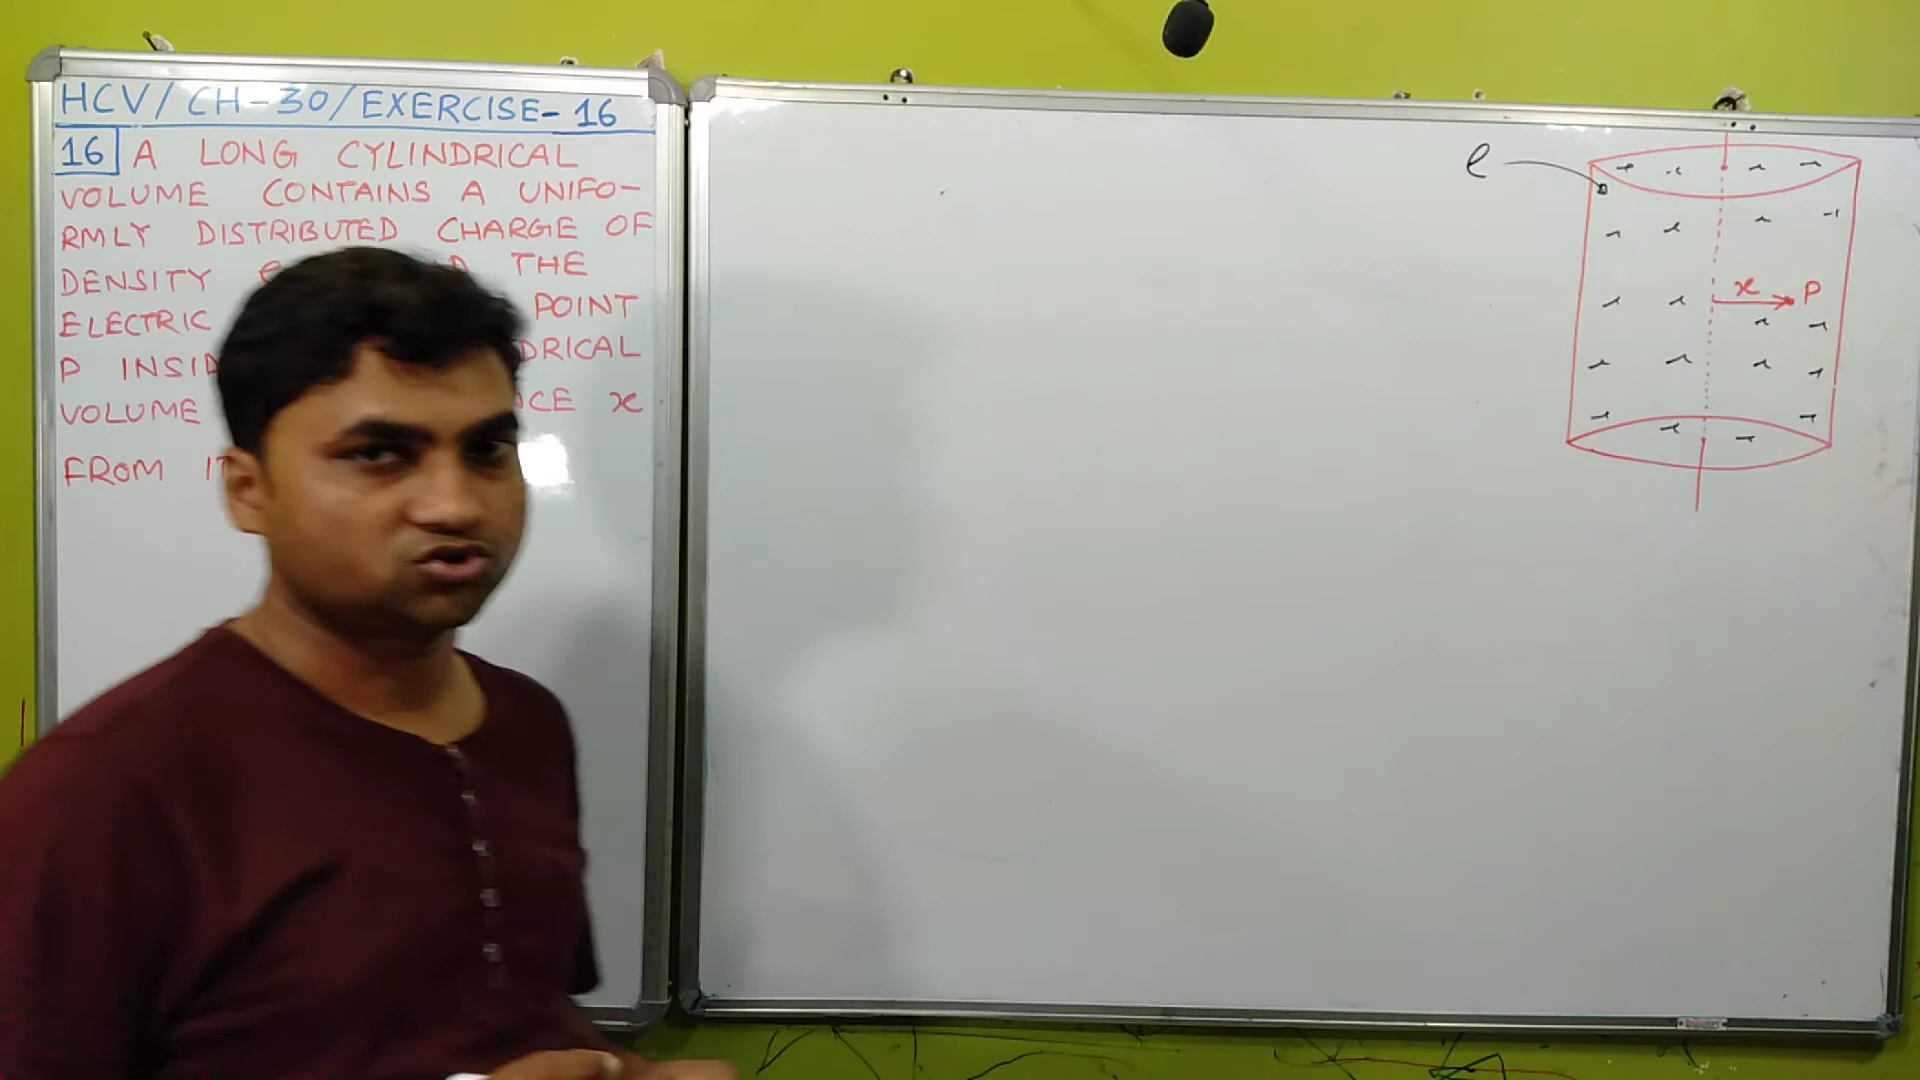 HCV/CH-30/EXERCISE-16
16 A LONG CYLINDRICAL
VOLUME CONTAINS A UNIFO-
RMLY DISTRIBUTED CHARGE OF
DENSITY THE
ELECTRIC POINT
P INSID DRICAL
VOLUME CE x
FROM IT
ρ
x P